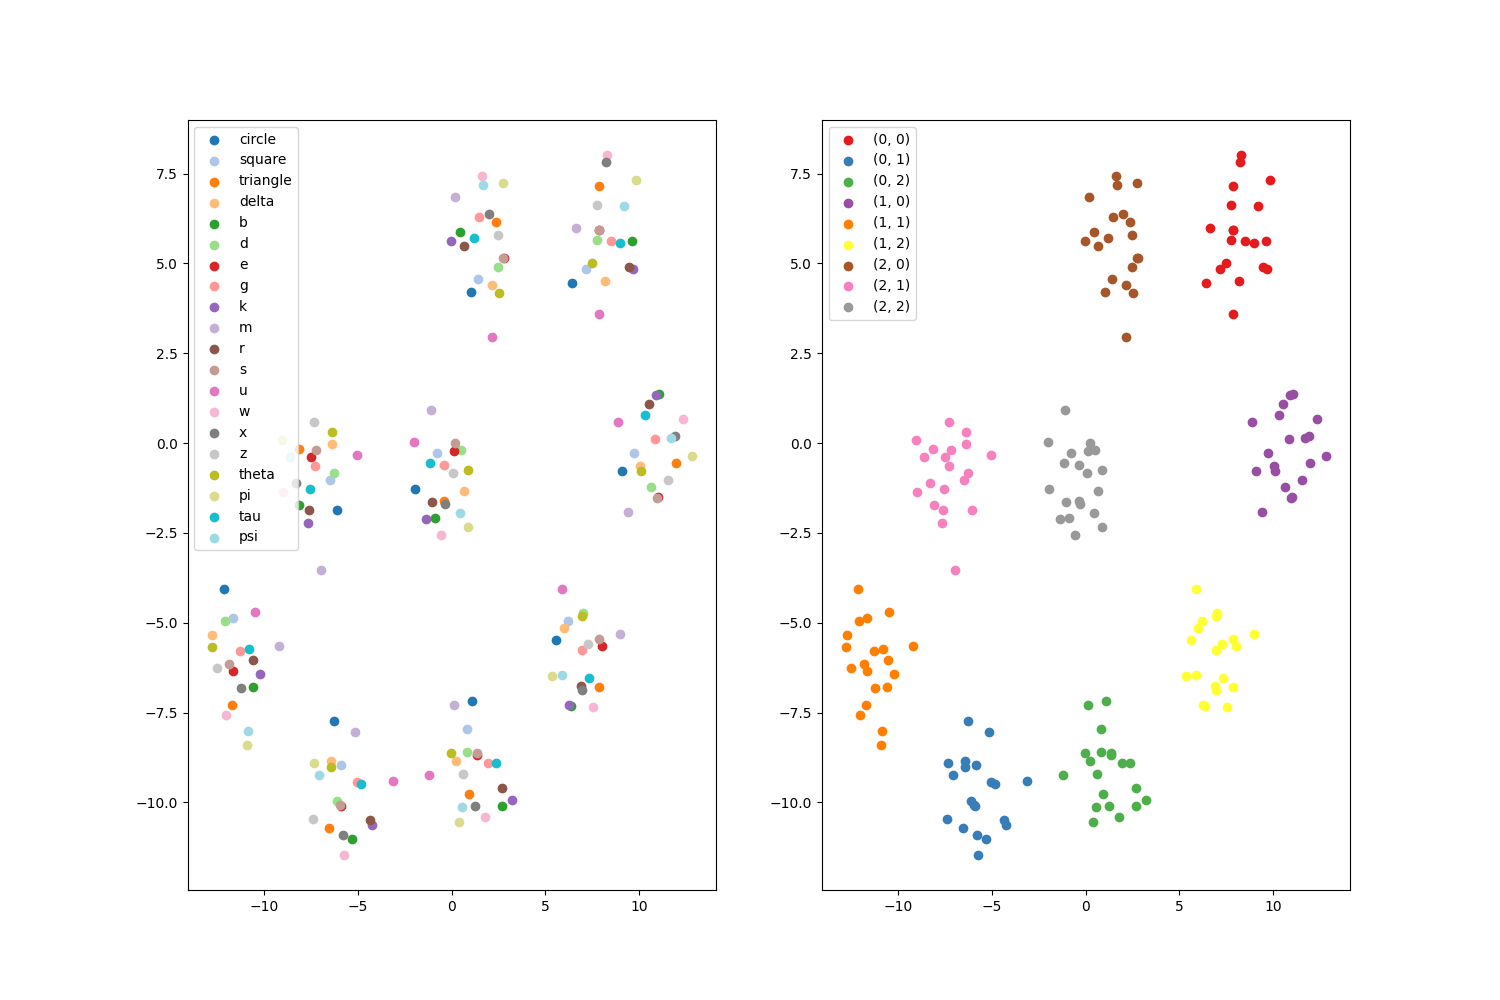 circle
square
triangle
delta
b
d
e
g
k
m
r
s
u
w
x
z
theta
pi
tau
psi
7.5
5.0
2.5
0.0
−2.5
−5.0
−7.5
−10.0
−10
−5
0
5
10
(0, 0)
(0, 1)
(0, 2)
(1, 0)
(1, 1)
(1, 2)
(2, 0)
(2, 1)
(2, 2)
7.5
5.0
2.5
0.0
−2.5
−5.0
−7.5
−10.0
−10
−5
0
5
10